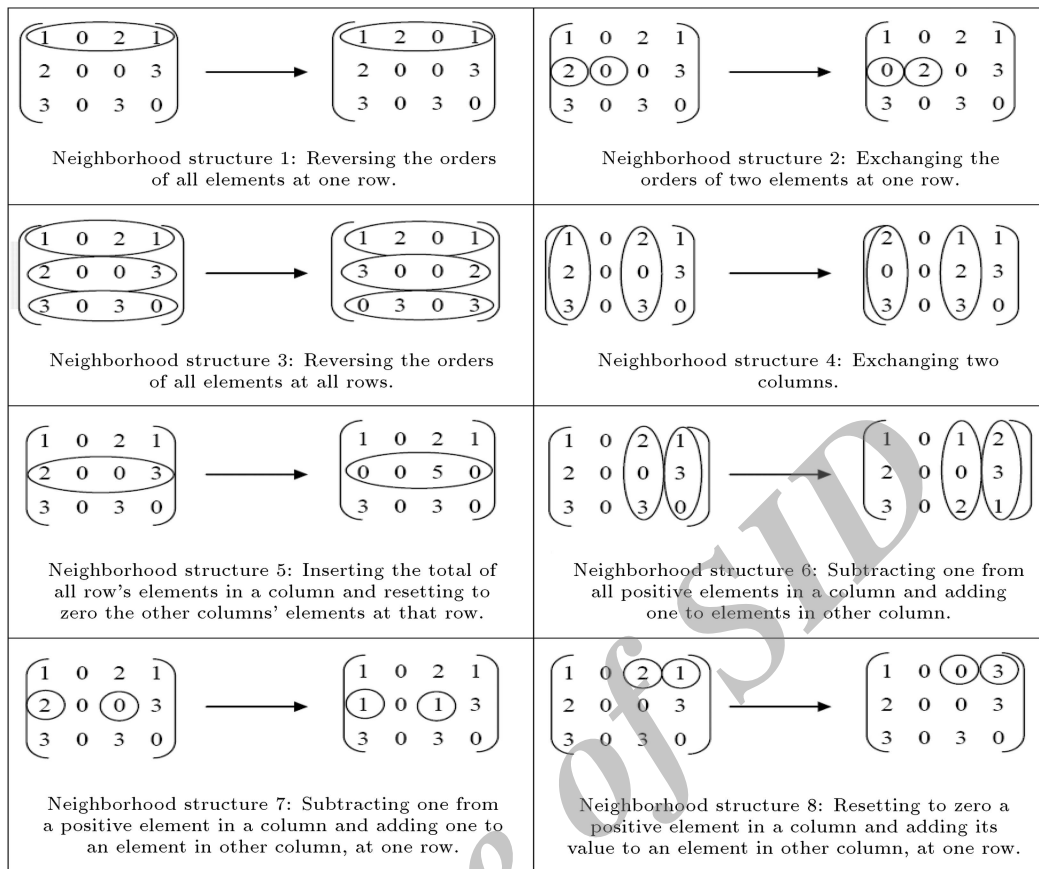 1 0 2 1 1 2 0 1
2 0 0 3 2 0 0 3
3 0 3 0 3 0 3 0
Neighborhood structure 1: Reversing the orders
of all elements at one row.
1 0 2 1 1 0 2 1
2 0 0 3 0 2 0 3
3 0 3 0 3 0 3 0
Neighborhood structure 2: Exchanging the
orders of two elements at one row.
1 0 2 1 1 2 0 1
2 0 0 3 3 0 0 2
3 0 3 0 0 3 0 3
Neighborhood structure 3: Reversing the orders
of all elements at all rows.
1 0 2 1 2 0 1 1
2 0 0 3 0 0 2 3
3 0 3 0 3 0 3 0
Neighborhood structure 4: Exchanging two
columns.
1 0 2 1 1 0 2 1
2 0 0 3 0 0 5 0
3 0 3 0 3 0 3 0
Neighborhood structure 5: Inserting the total of
all row's elements in a column and resetting to
zero the other columns' elements at that row.
1 0 2 1 1 0 1 2
2 0 0 3 2 0 0 3
3 0 3 0 3 0 2 1
Neighborhood structure 6: Subtracting one from
all positive elements in a column and adding
one to elements in other column.
1 0 2 1 1 0 2 1
2 0 0 3 1 0 1 3
3 0 3 0 3 0 3 0
Neighborhood structure 7: Subtracting one from
a positive element in a column and adding one to
an element in other column, at one row.
1 0 2 1 1 0 0 3
2 0 0 3 2 0 0 3
3 0 3 0 3 0 3 0
Neighborhood structure 8: Resetting to zero a
positive element in a column and adding its
value to an element in other column, at one row.
of SID